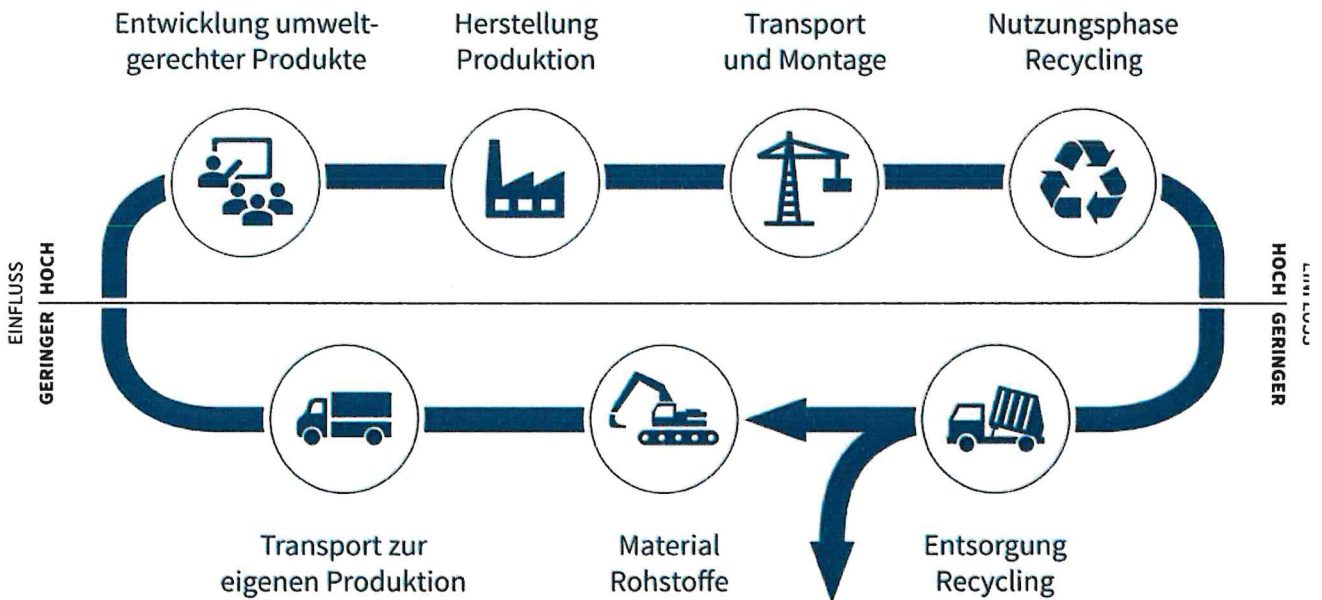 Entwicklung umwelt-
gerechter Produkte
Herstellung
Produktion
Transport
und Montage
Nutzungsphase
Recycling
EINFLUSS
GERINGER HOCH
HOCH GERINGER
Transport zur
eigenen Produktion
Material
Rohstoffe
Entsorgung
Recycling